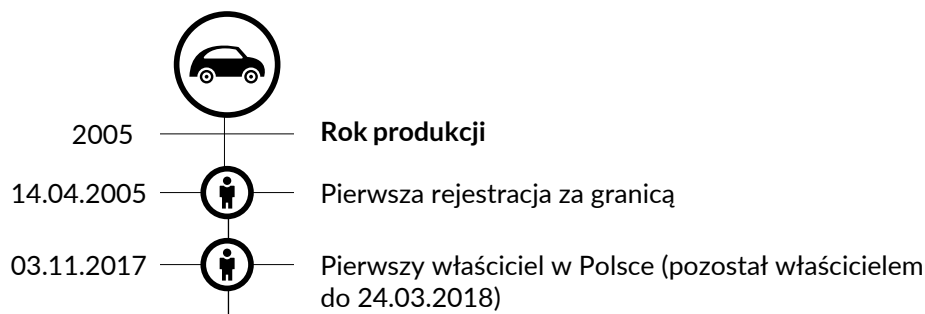 2005 Rok produkcji
14.04.2005 Pierwsza rejestracja za granicą
03.11.2017 Pierwszy właściciel w Polsce (pozostał właścicielem
do 24.03.2018)